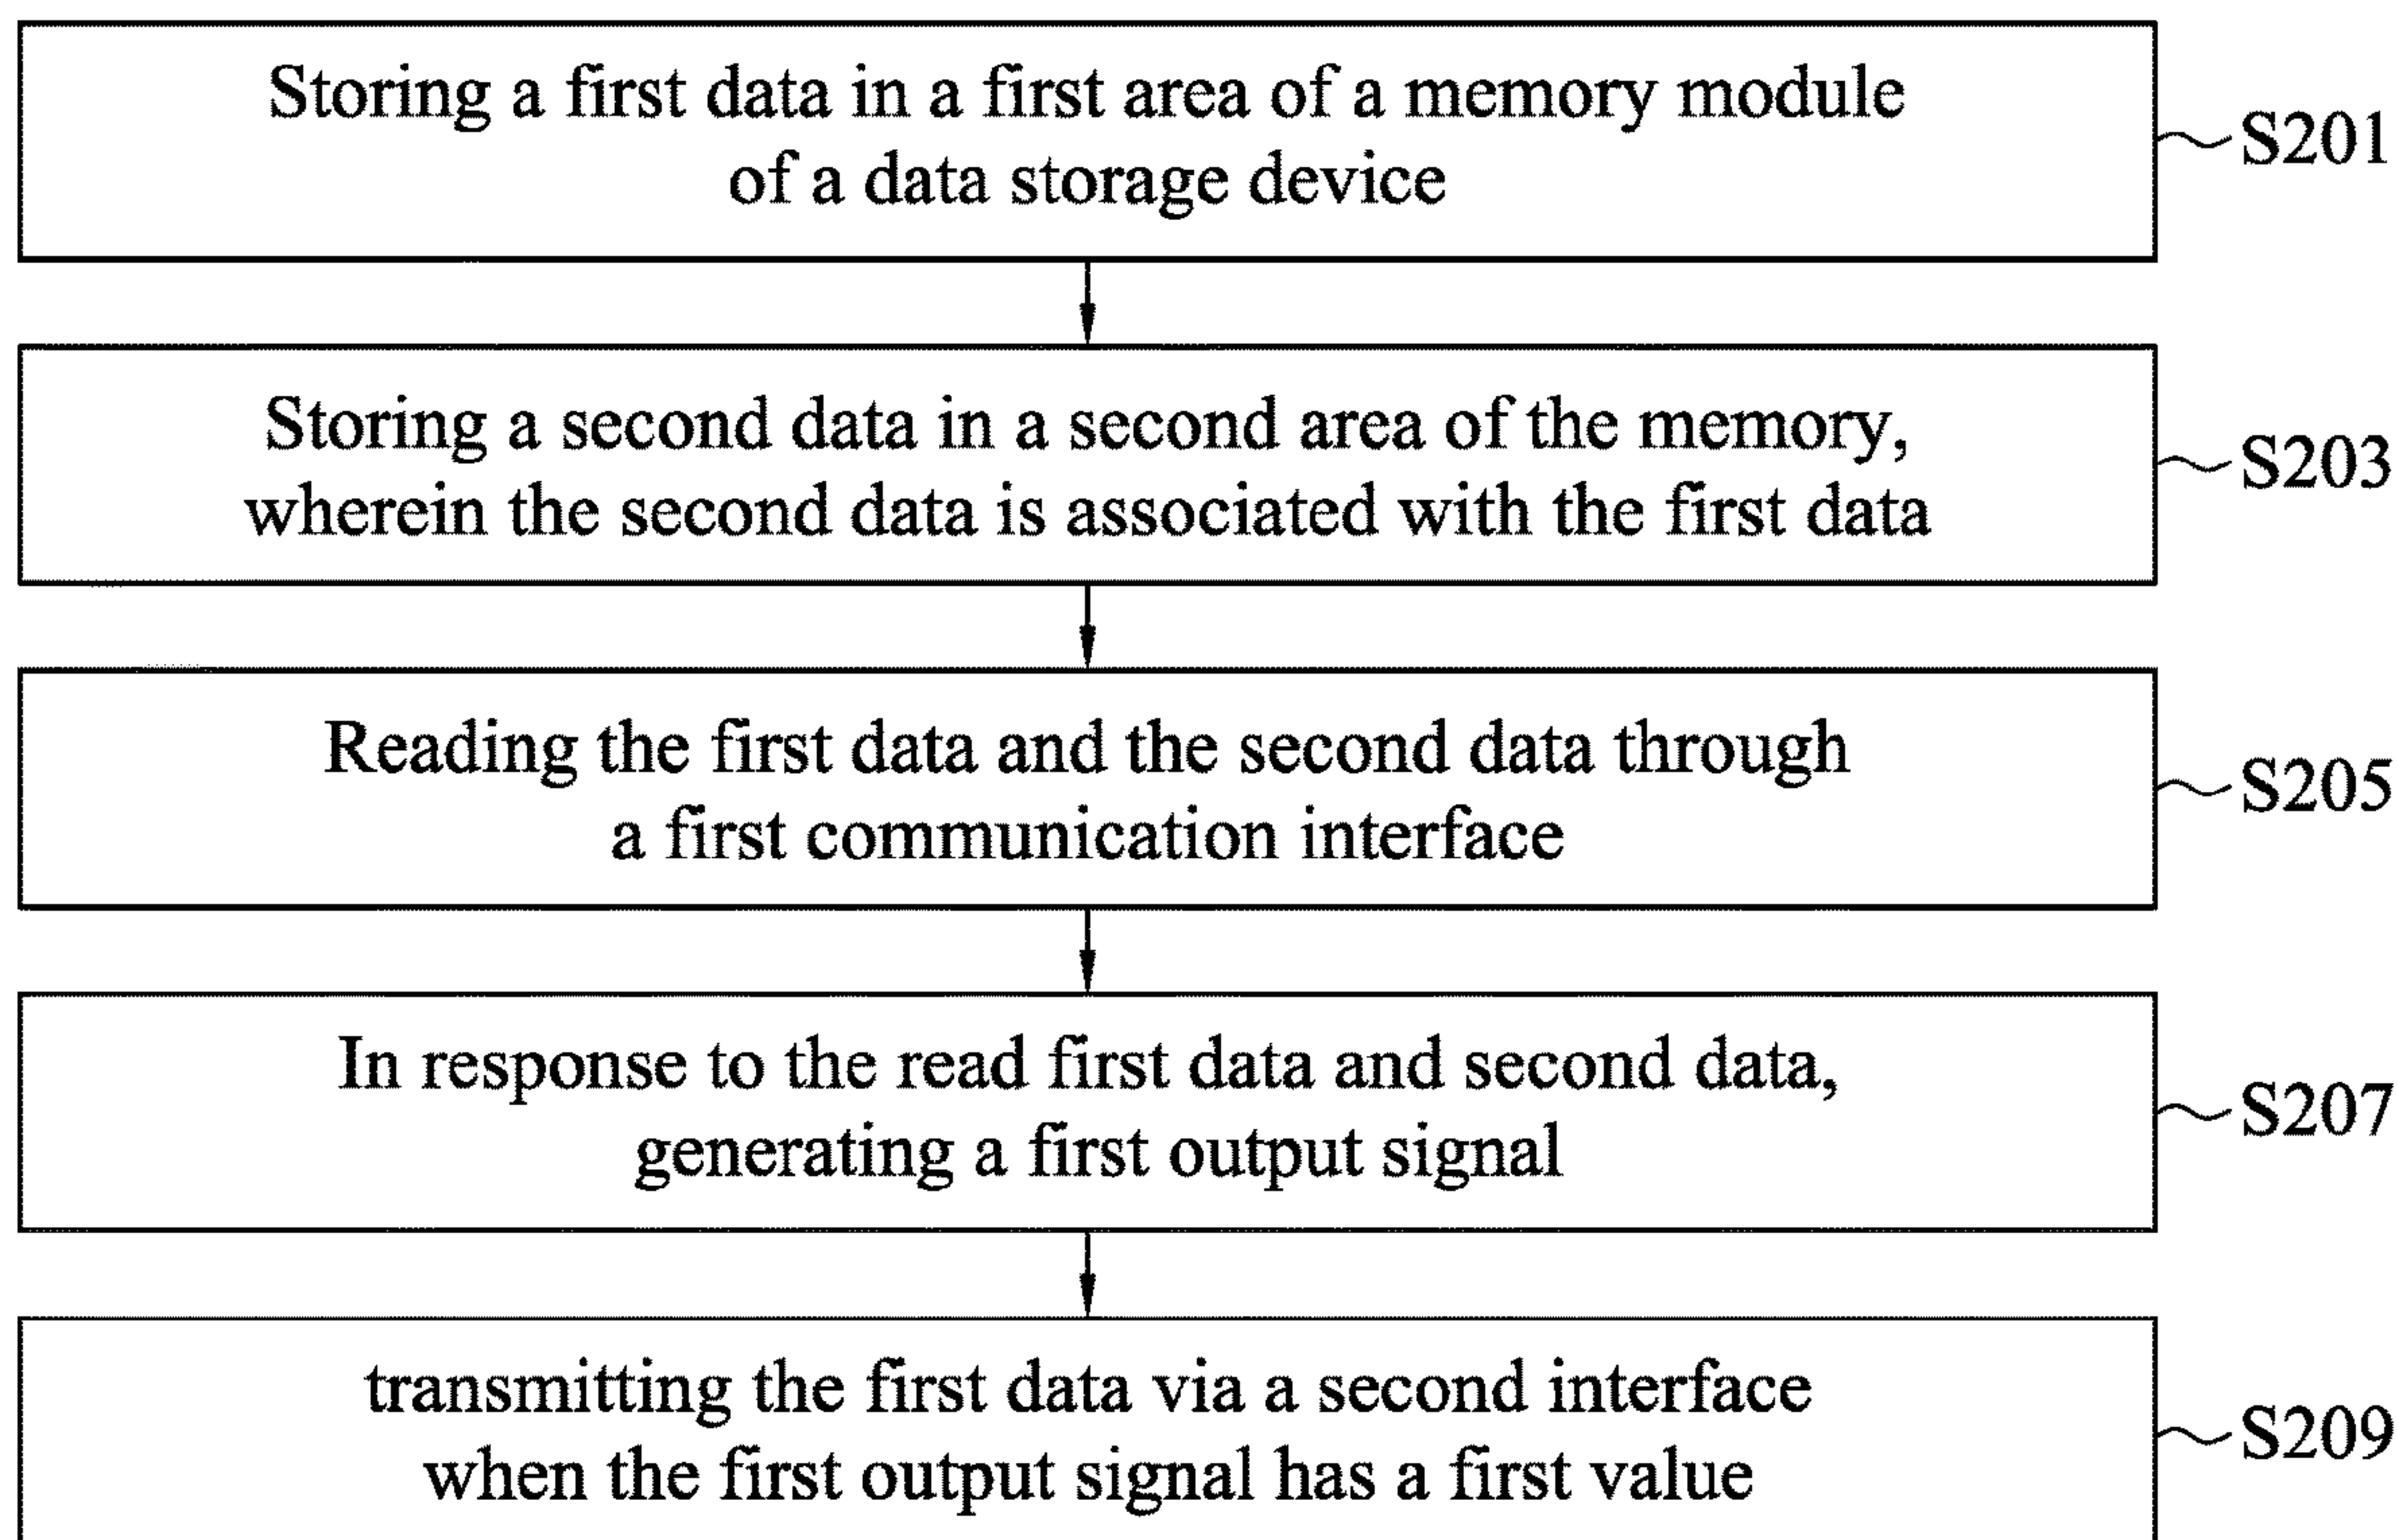 Storing a first data in a first area of a memory module
of a data storage device
S201
Storing a second data in a second area of the memory,
wherein the second data is associated with the first data
S203
Reading the first data and the second data through
a first communication interface
S205
In response to the read first data and second data,
generating a first output signal
S207
transmitting the first data via a second interface
when the first output signal has a first value
S209